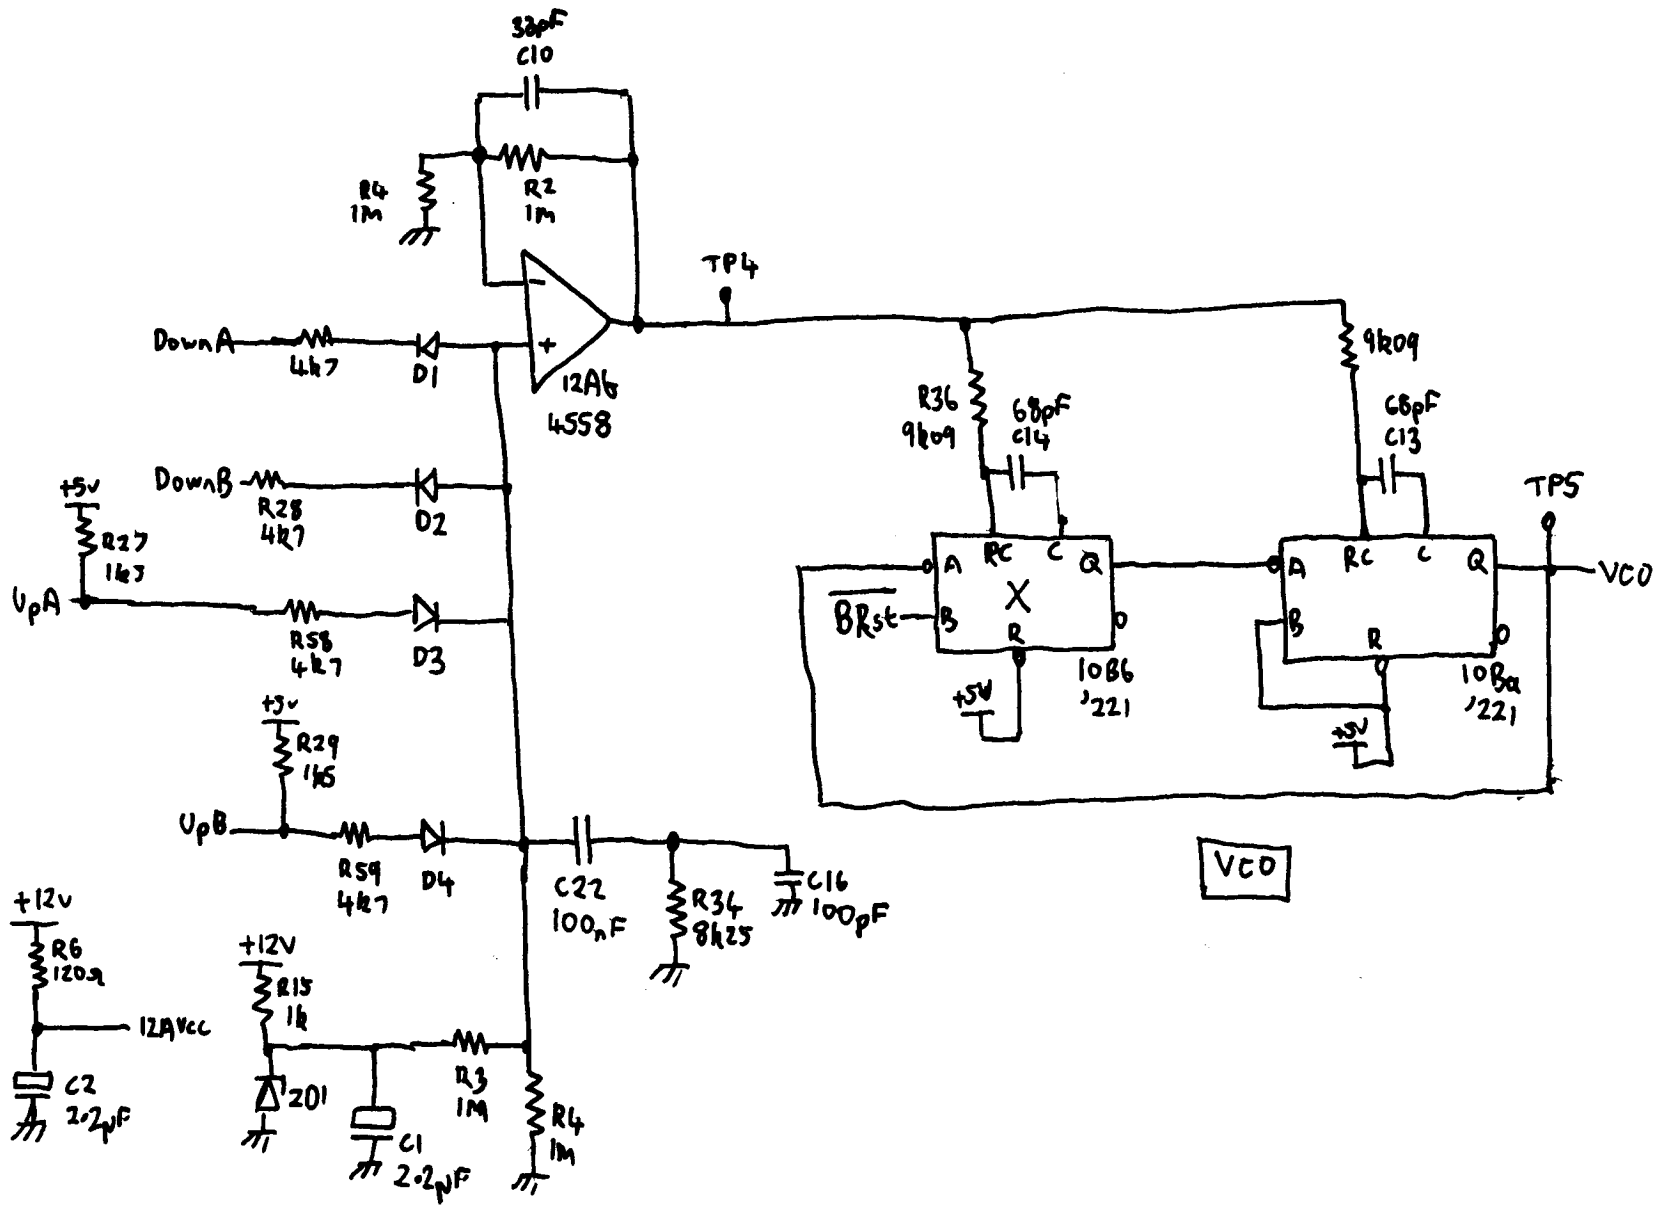 33pF
C10
R2
1M
R4
1M
TP4
DownA
4k7
D1
-
+
12A6
4558
DownB
R28
4k7
D2
+5v
R27
1k5
UpA
R58
4k7
D3
+5v
R29
1k5
UpB
R59
4k7
D4
C22
100nF
R34
8k25
C16
100pF
+12v
R6
120Ω
12AVcc
C2
2.2µF
+12V
R15
1k
ZD1
C1
2.2µF
R3
1M
R4
1M
R36
9k09
68pF
C14
RC
C
A
Q
X
BRst
B
R
+5V
10B6
'221
9k09
68pF
C13
RC
C
A
Q
B
R
+5V
10Ba
'221
TP5
VCO
VCO